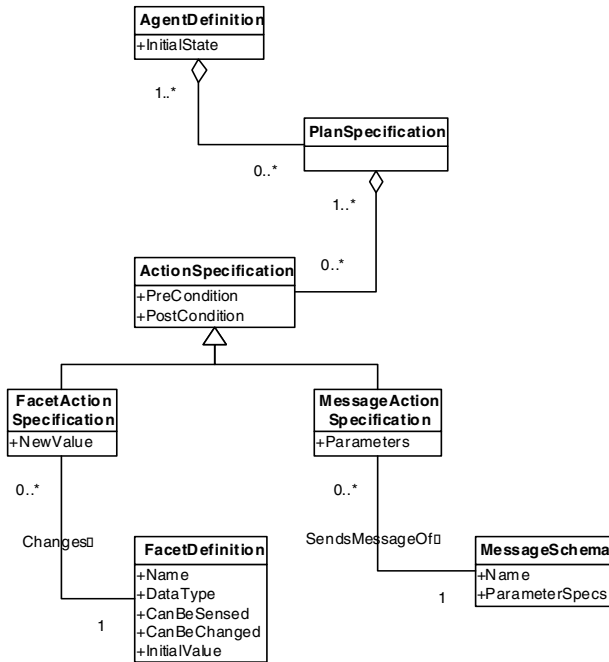 AgentDefinition
+InitialState
1..*
PlanSpecification
0..*
1..*
ActionSpecification
0..*
+PreCondition
+PostCondition
FacetAction
Specification
+NewValue
MessageAction
Specification
+Parameters
0..*
0..*
Changes
SendsMessageOf
FacetDefinition
+Name
+DataType
+CanBeSensed
+CanBeChanged
+InitialValue
1
MessageSchema
+Name
+ParameterSpecs
1